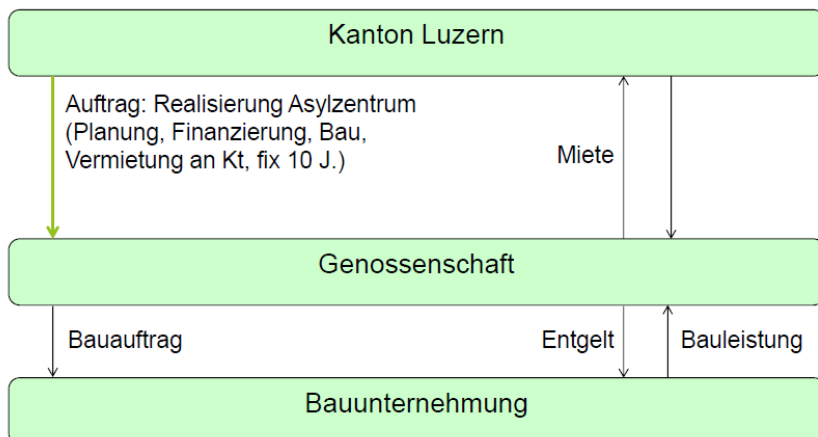 Kanton Luzern
Auftrag: Realisierung Asylzentrum
(Planung, Finanzierung, Bau,
Vermietung an Kt, fix 10 J.)
Miete
Genossenschaft
Bauauftrag
Entgelt
Bauleistung
Bauunternehmung